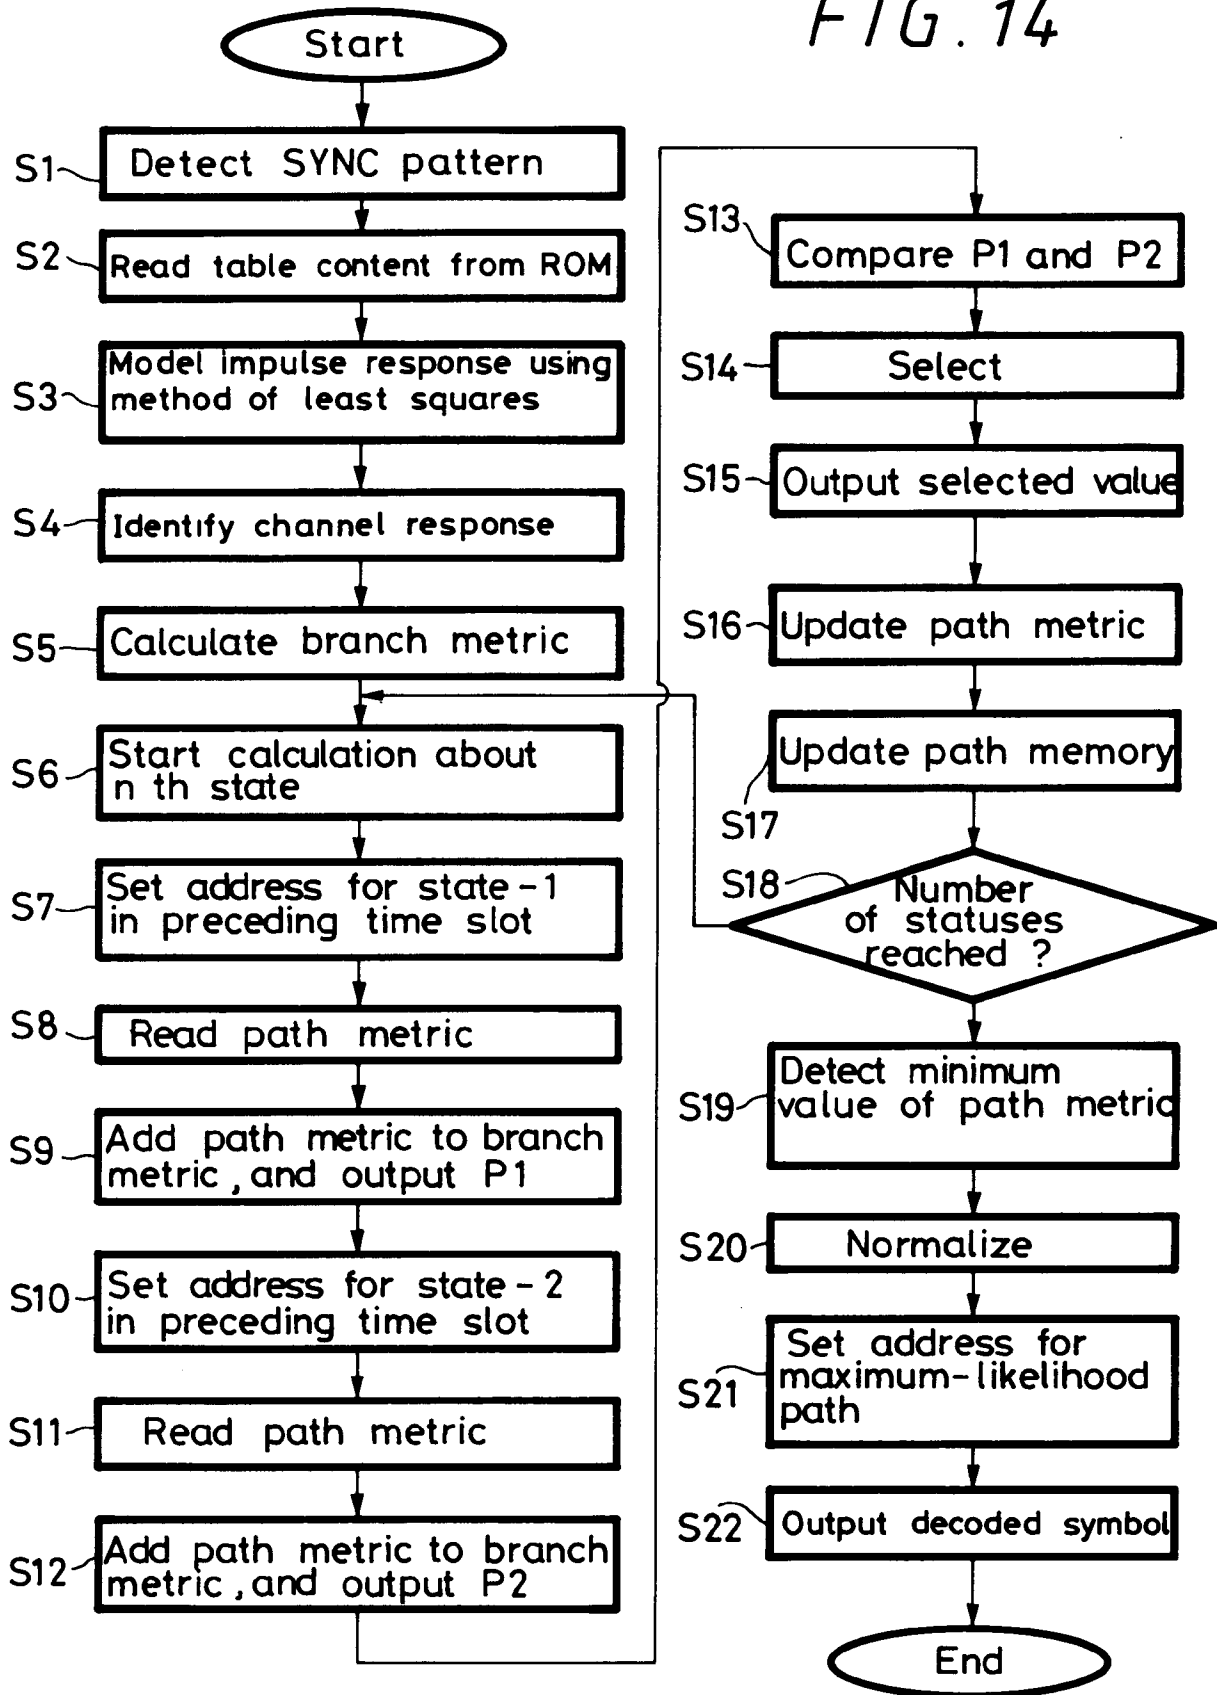 FIG. 14
Start
S1
Detect SYNC pattern
S2
Read table content from ROM
S3
Model impulse response using
method of least squares
S4
Identify channel response
S5
Calculate branch metric
S6
Start calculation about
n th state
S7
Set address for state-1
in preceding time slot
S8
Read path metric
S9
Add path metric to branch
metric, and output P1
S10
Set address for state-2
in preceding time slot
S11
Read path metric
S12
Add path metric to branch
metric, and output P2
S13
Compare P1 and P2
S14
Select
S15
Output selected value
S16
Update path metric
S17
Update path memory
S18
Number
of statuses
reached ?
S19
Detect minimum
value of path metric
S20
Normalize
S21
Set address for
maximum-likelihood
path
S22
Output decoded symbol
End